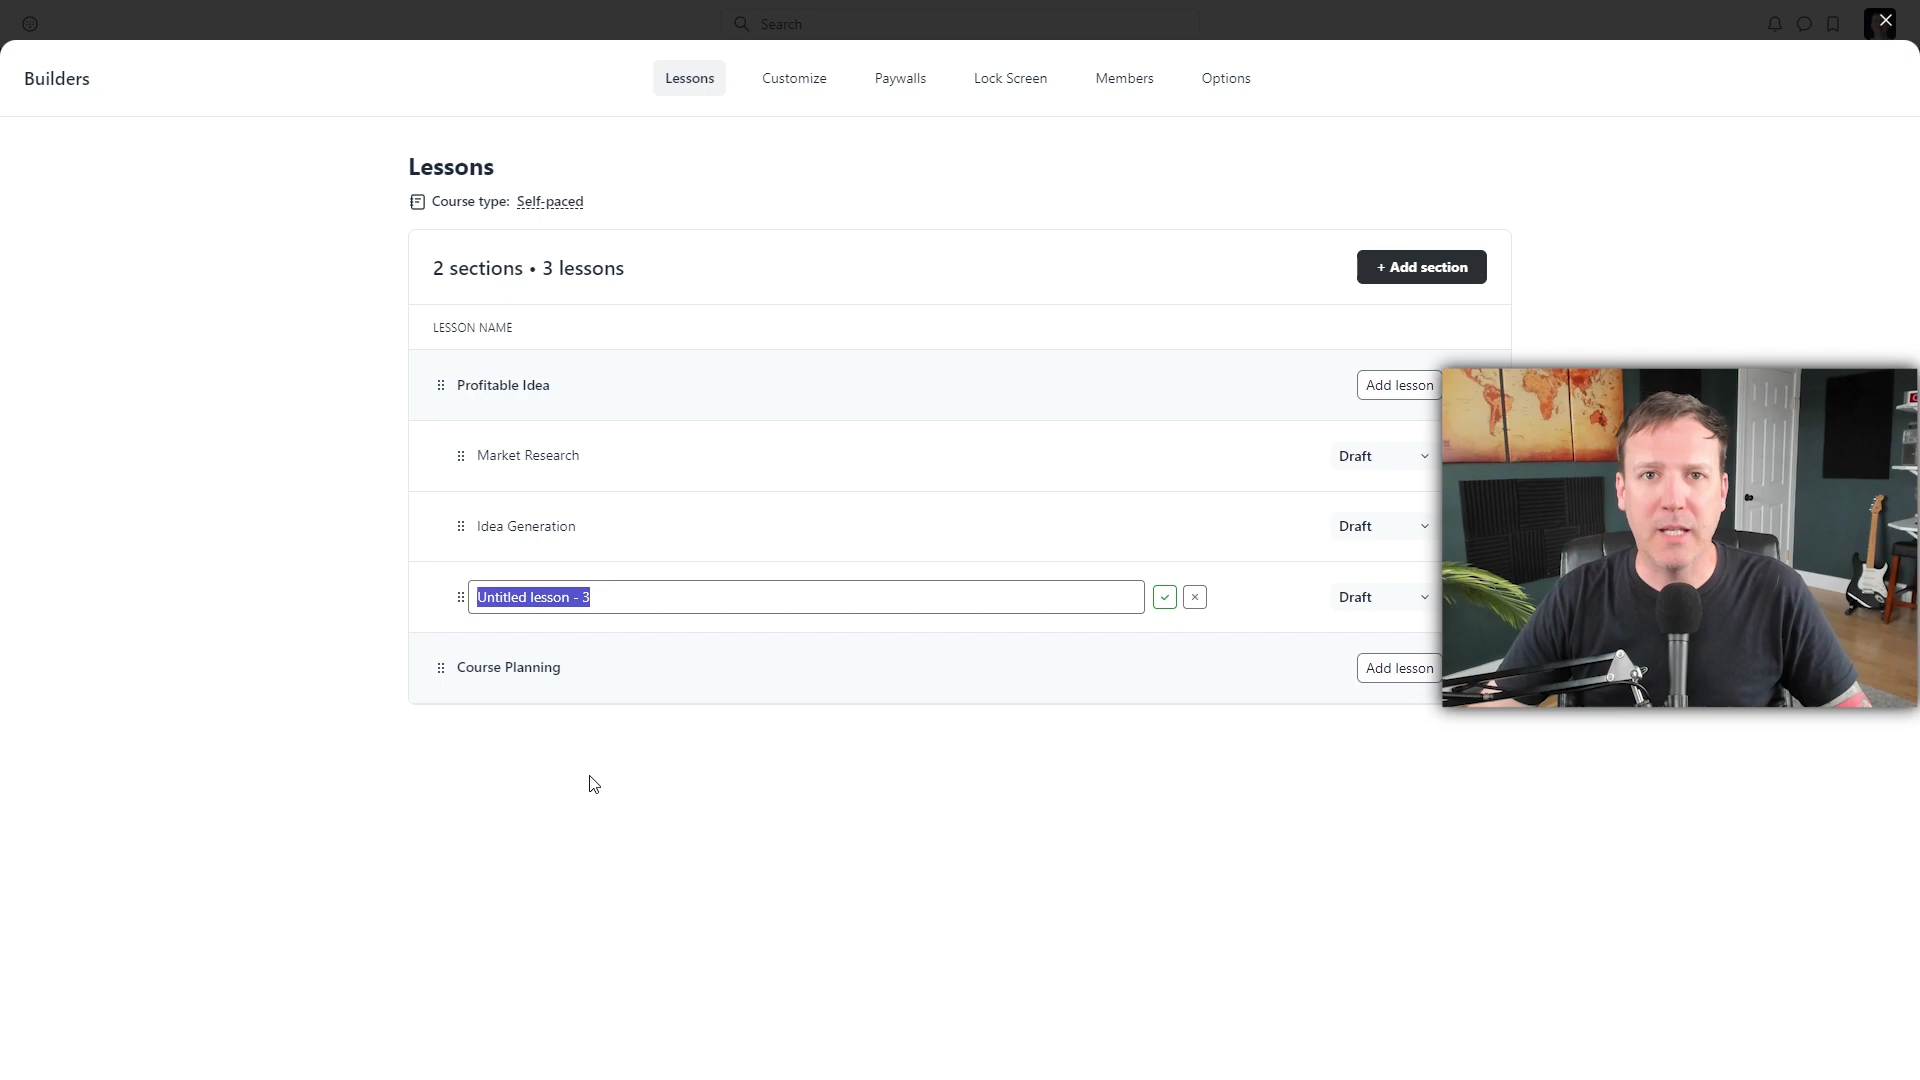 Search
Builders
Lessons
Customize
Paywalls
Lock Screen
Members
Options
Lessons
Course type: Self-paced
2 sections • 3 lessons
+ Add section
LESSON NAME
Profitable Idea
Add lesson
Market Research
Draft
Idea Generation
Draft
Untitled lesson - 3
Draft
Course Planning
Add lesson